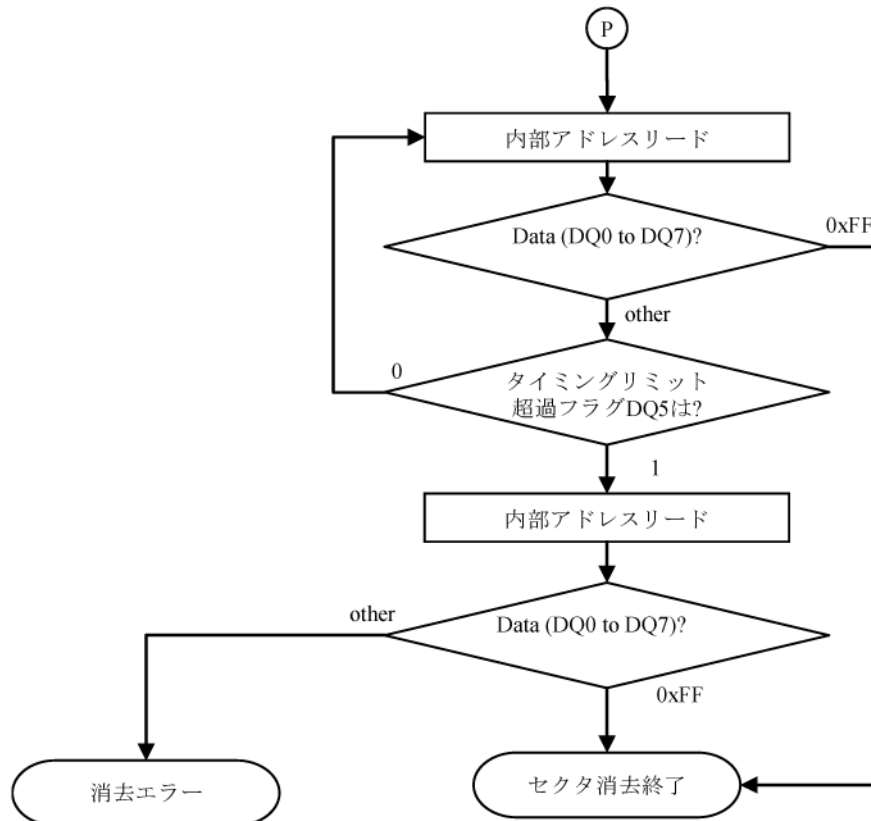 P
内部アドレスリード
Data (DQ0 to DQ7)?
0xFF
other
タイミングリミット
超過フラグDQ5は?
0
1
内部アドレスリード
Data (DQ0 to DQ7)?
other
0xFF
消去エラー
セクタ消去終了